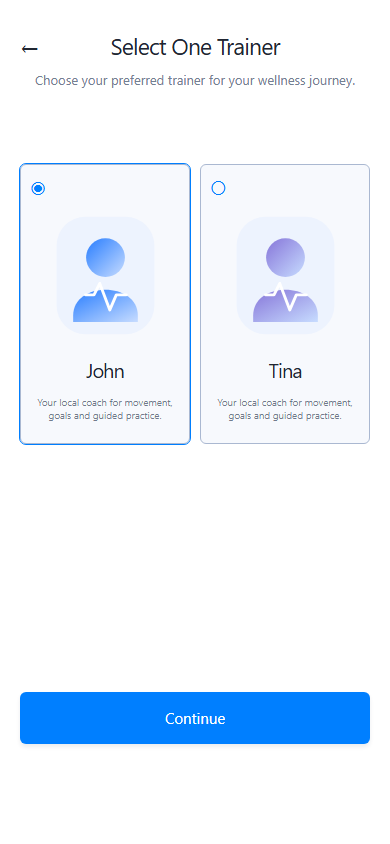 ← Select One Trainer
Choose your preferred trainer for your wellness journey.
John
Your local coach for movement,
goals and guided practice.
Tina
Your local coach for movement,
goals and guided practice.
Continue